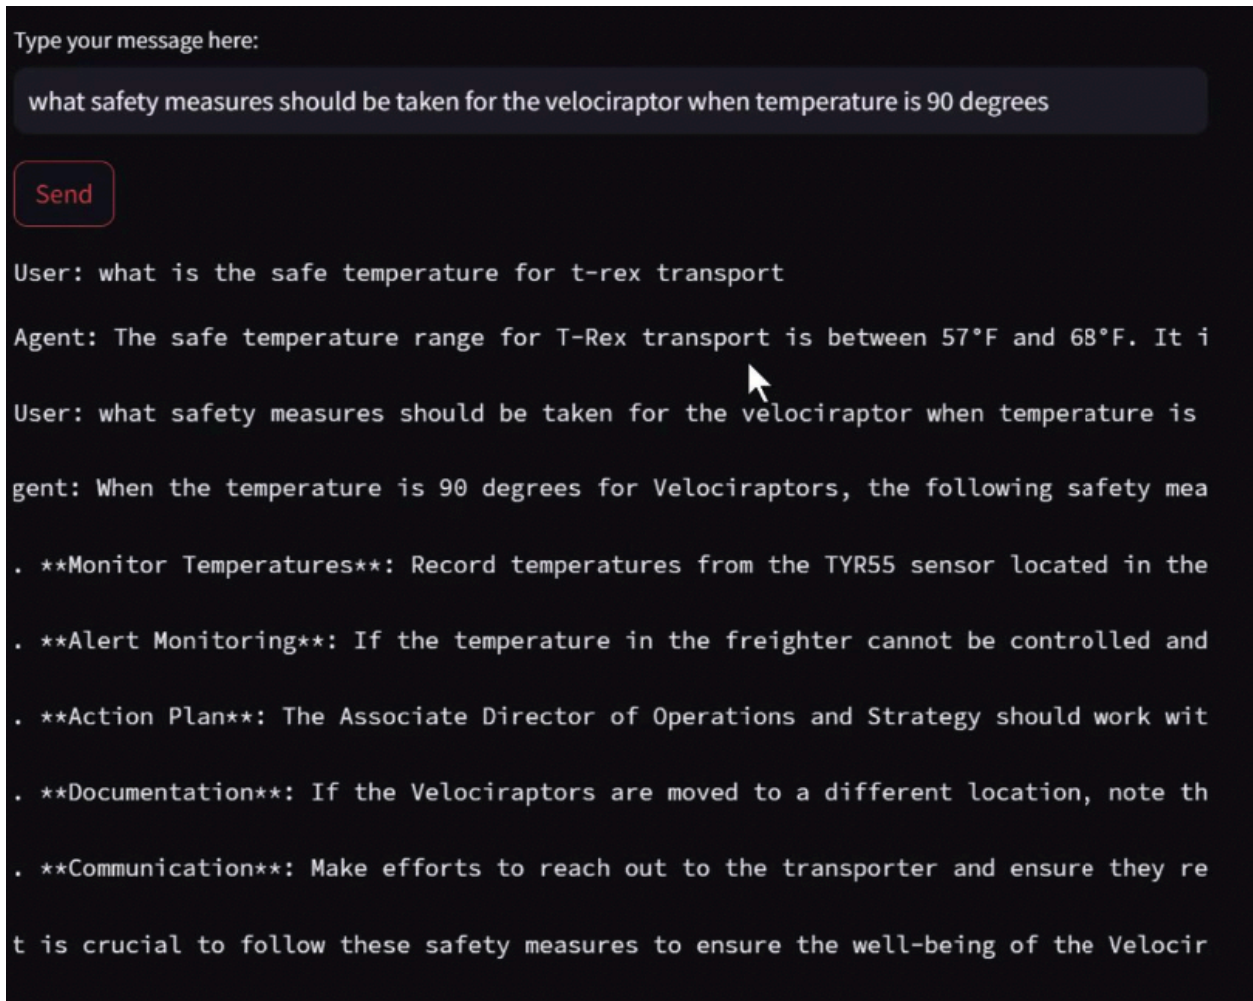 Type your message here:
what safety measures should be taken for the velociraptor when temperature is 90 degrees
Send
User: what is the safe temperature for t-rex transport
Agent: The safe temperature range for T-Rex transport is between 57°F and 68°F. It i
User: what safety measures should be taken for the velociraptor when temperature is
gent: When the temperature is 90 degrees for Velociraptors, the following safety mea
. **Monitor Temperatures**: Record temperatures from the TYR55 sensor located in the
. **Alert Monitoring**: If the temperature in the freighter cannot be controlled and
. **Action Plan**: The Associate Director of Operations and Strategy should work wit
. **Documentation**: If the Velociraptors are moved to a different location, note th
. **Communication**: Make efforts to reach out to the transporter and ensure they re
t is crucial to follow these safety measures to ensure the well-being of the Velocir